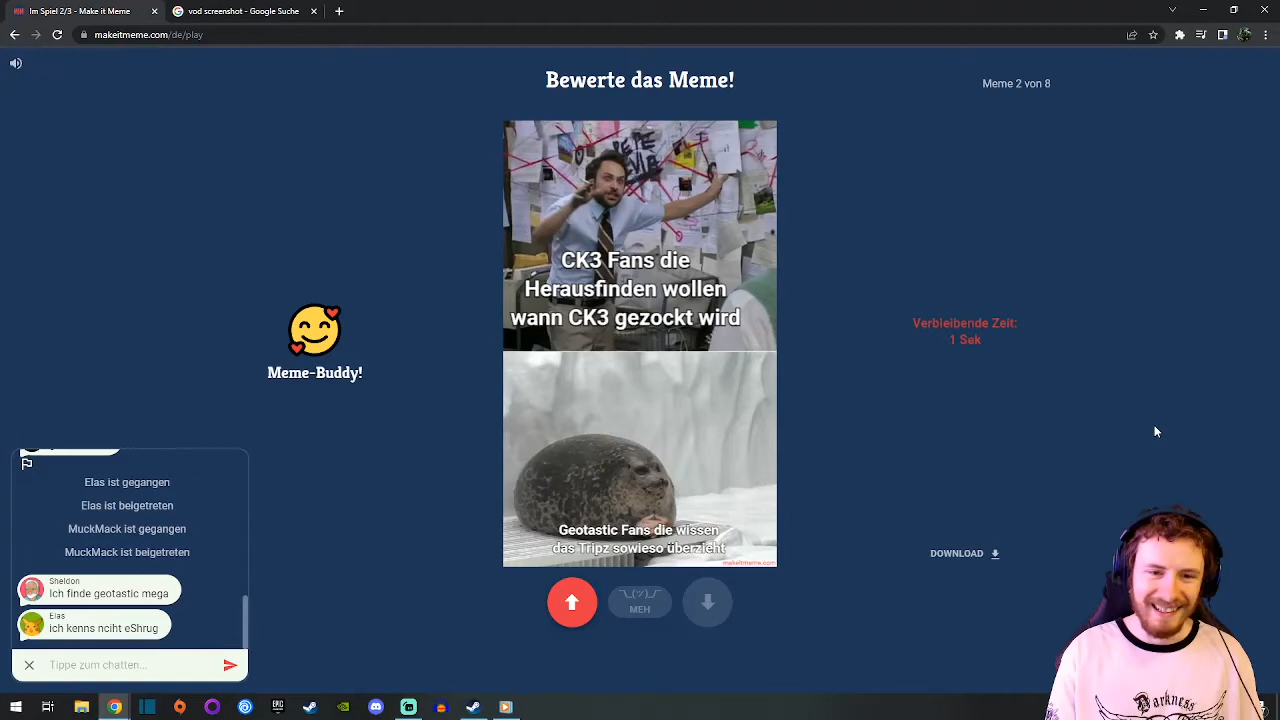 Im Spiel 2/3 - Make it Meme
vod screenshot - Google Suche
makeitmeme.com/de/play
Bewerte das Meme!
Meme 2 von 8
CK3 Fans die
Herausfinden wollen
wann CK3 gezockt wird
Verbleibende Zeit:
1 Sek
Meme-Buddy!
Elas ist gegangen
Elas ist beigetreten
MuckMack ist gegangen
MuckMack ist beigetreten
Sheldon
Ich finde geotastic mega
Elas
ich kenns nciht eShrug
Tippe zum chatten...
Geotastic Fans die wissen
das Tripz sowieso überzieht
makeitmeme.com
DOWNLOAD
¯\_(ツ)_/¯
MEH
EPIC
Darkness